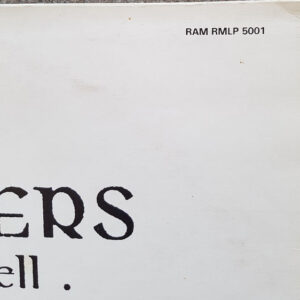 RAM RMLP 5001
ERS
ell .